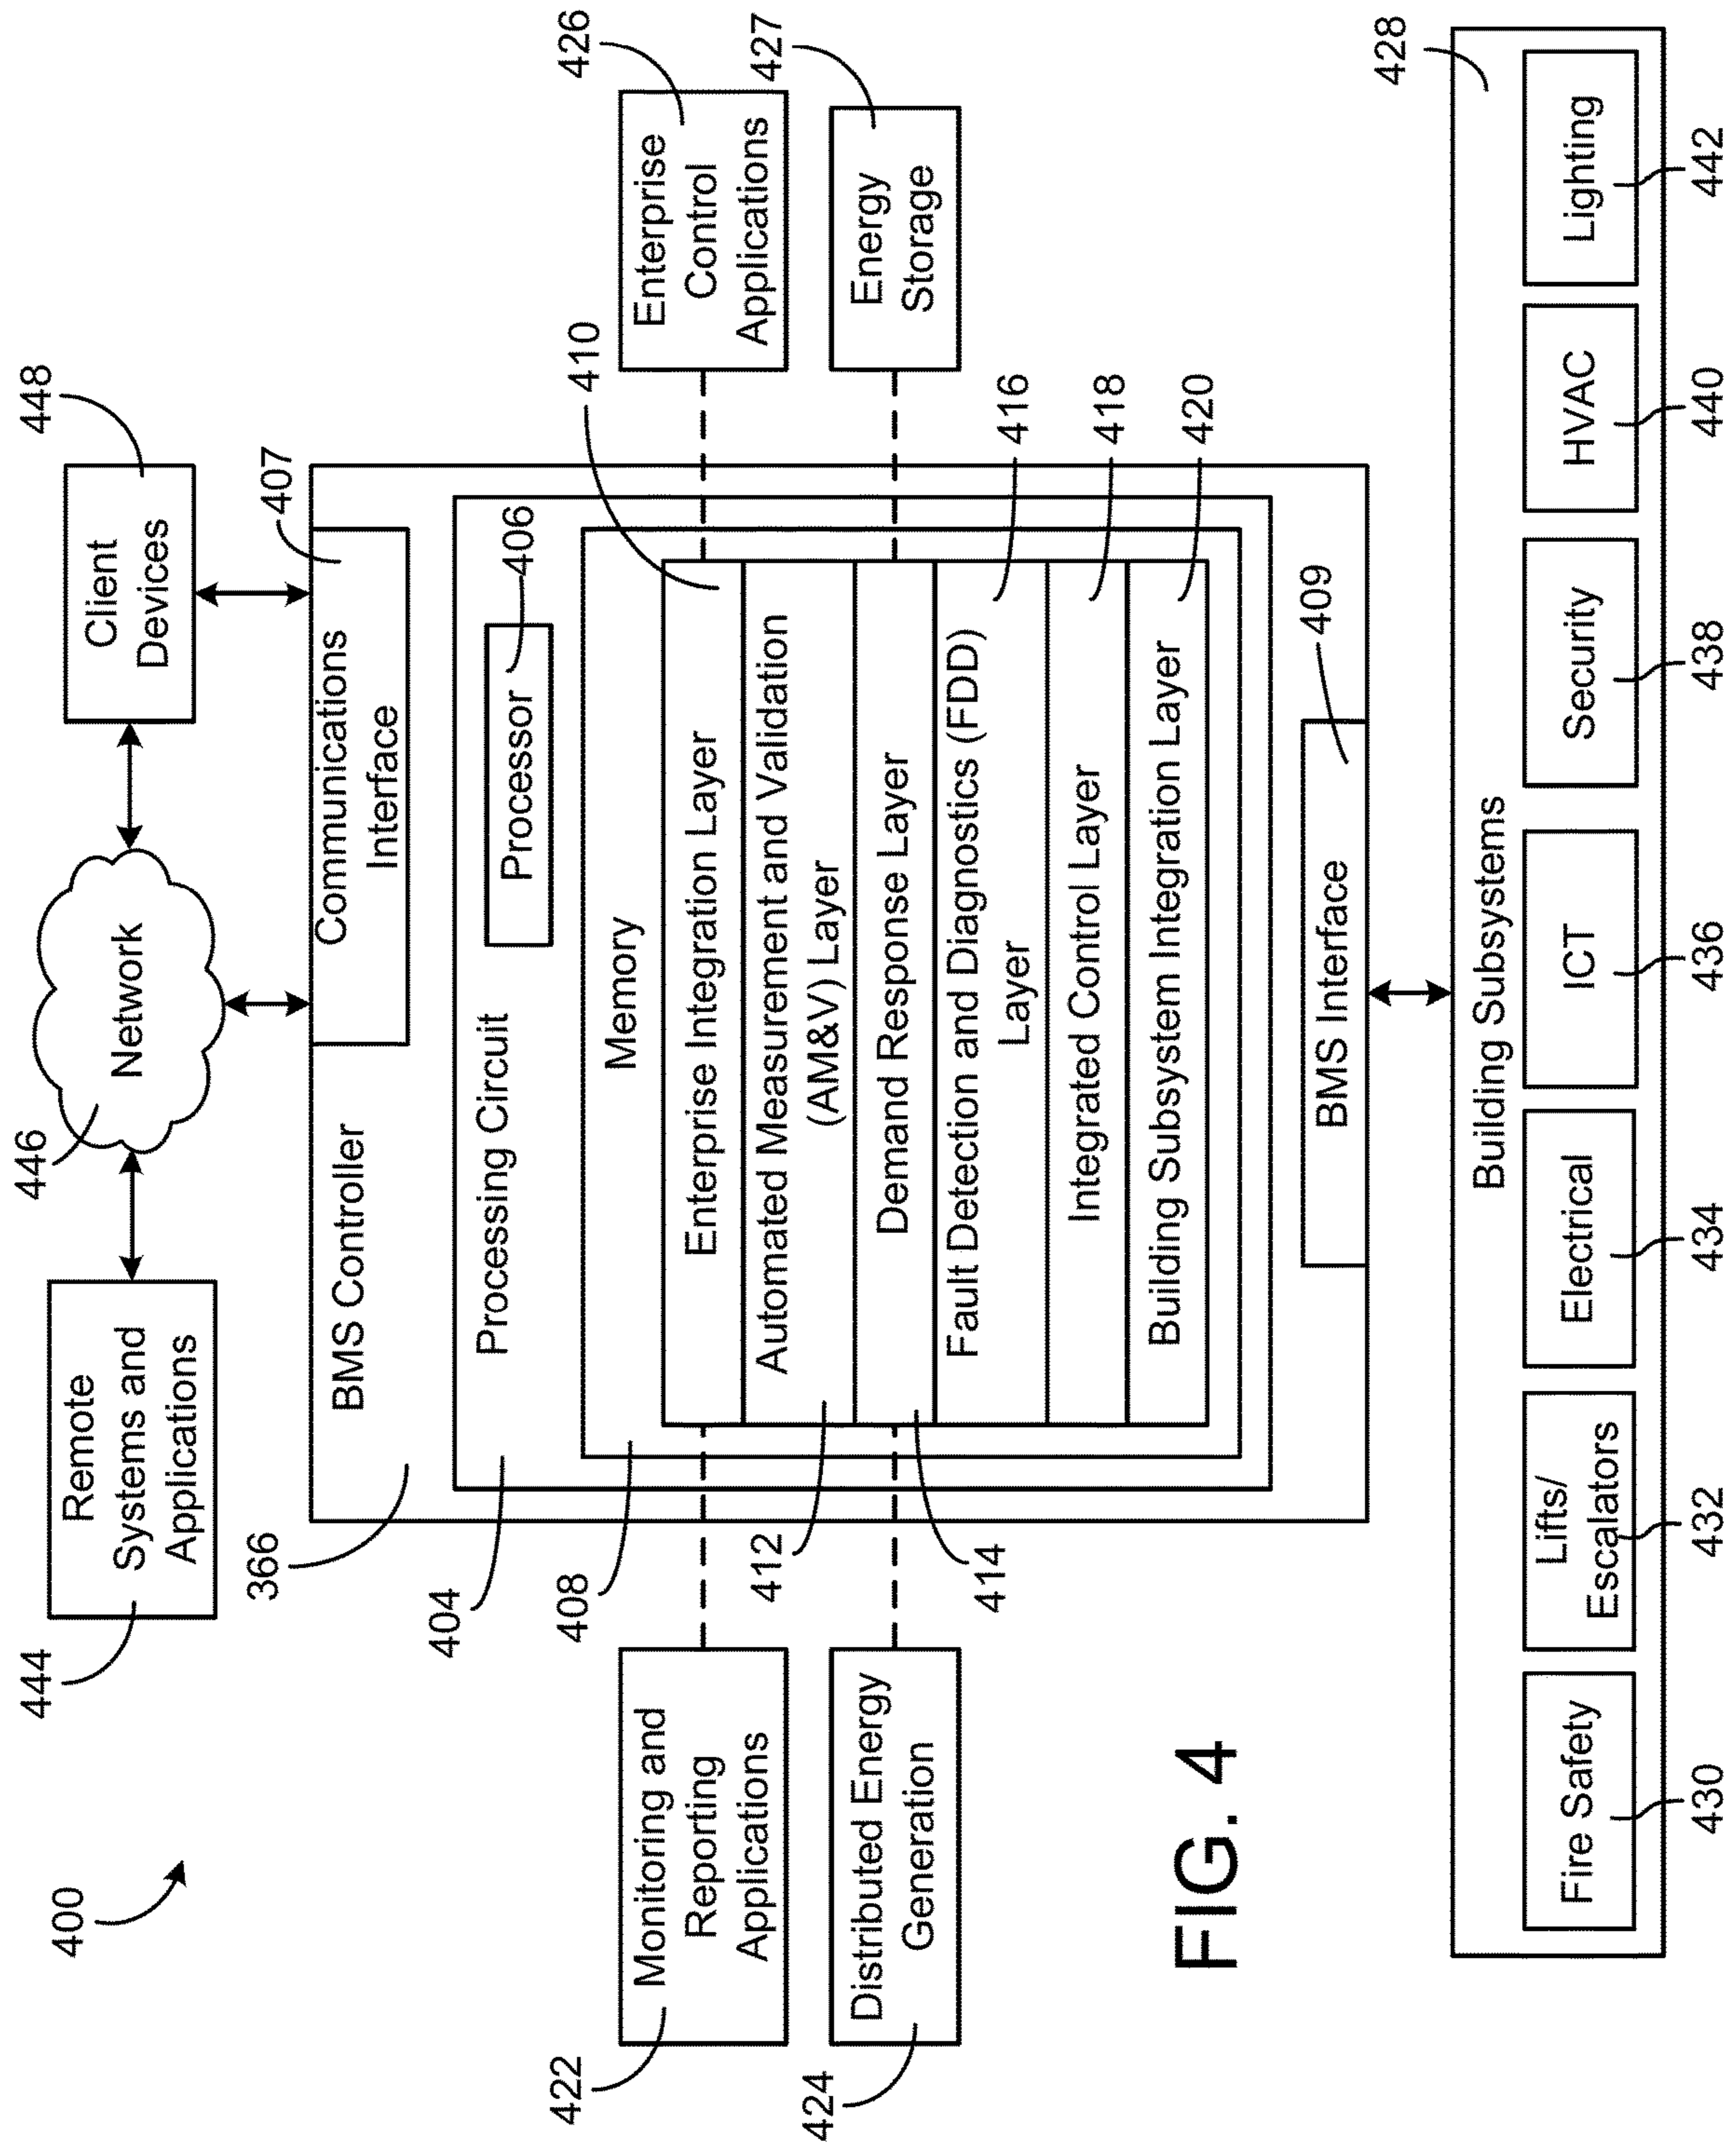 400
444
Remote
Systems and
Applications
446
Network
Client
Devices
448
366
BMS Controller
Communications
Interface
407
404
Processing Circuit
Processor
406
408
Memory
410
Enterprise Integration Layer
Automated Measurement and Validation
(AM&V) Layer
412
Demand Response Layer
414
Fault Detection and Diagnostics (FDD)
Layer
416
Integrated Control Layer
418
Building Subsystem Integration Layer
420
BMS Interface
409
422
Monitoring and
Reporting
Applications
424
Distributed Energy
Generation
426
Enterprise
Control
Applications
427
Energy
Storage
FIG. 4
428
Building Subsystems
Fire Safety
Lifts/
Escalators
Electrical
ICT
Security
HVAC
Lighting
430
432
434
436
438
440
442